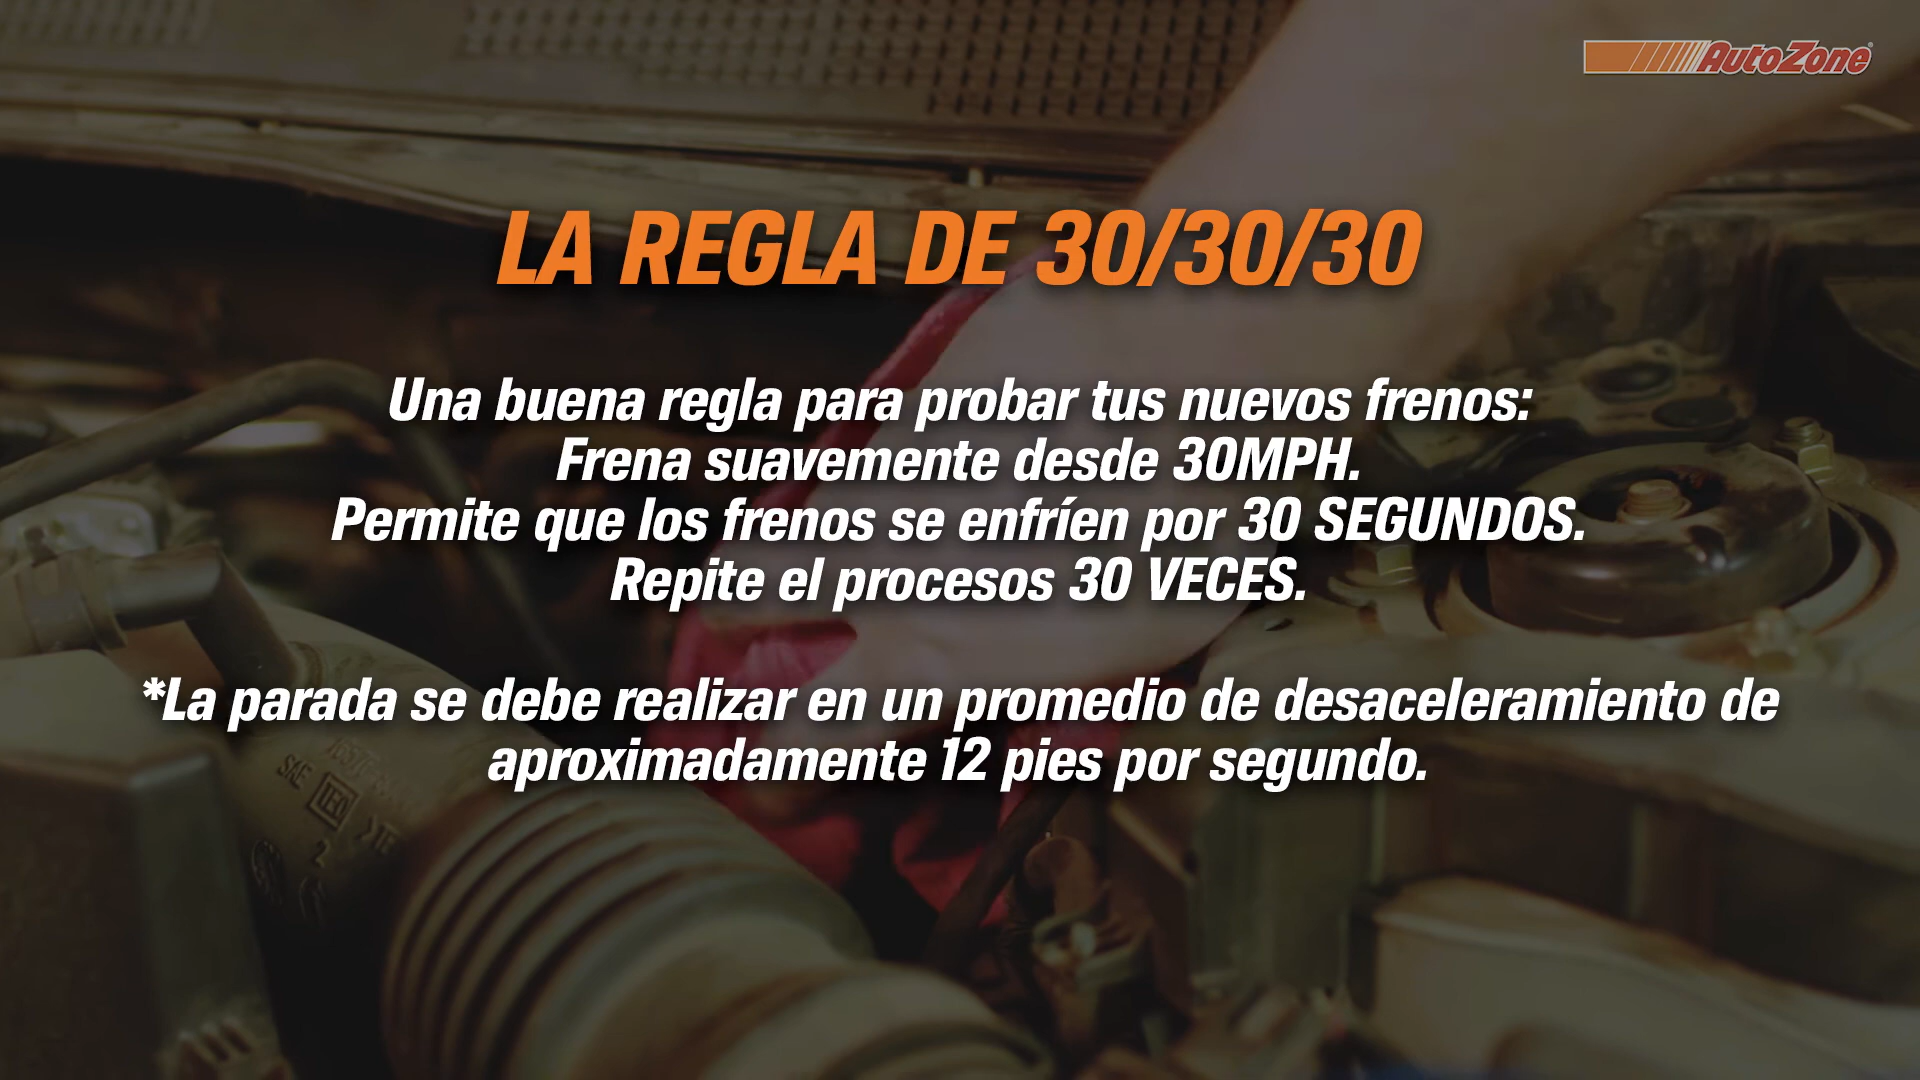 AutoZone
LA REGLA DE 30/30/30
Una buena regla para probar tus nuevos frenos:
Frena suavemente desde 30MPH.
Permite que los frenos se enfríen por 30 SEGUNDOS.
Repite el procesos 30 VECES.
*La parada se debe realizar en un promedio de desaceleramiento de
aproximadamente 12 pies por segundo.
SAE
2